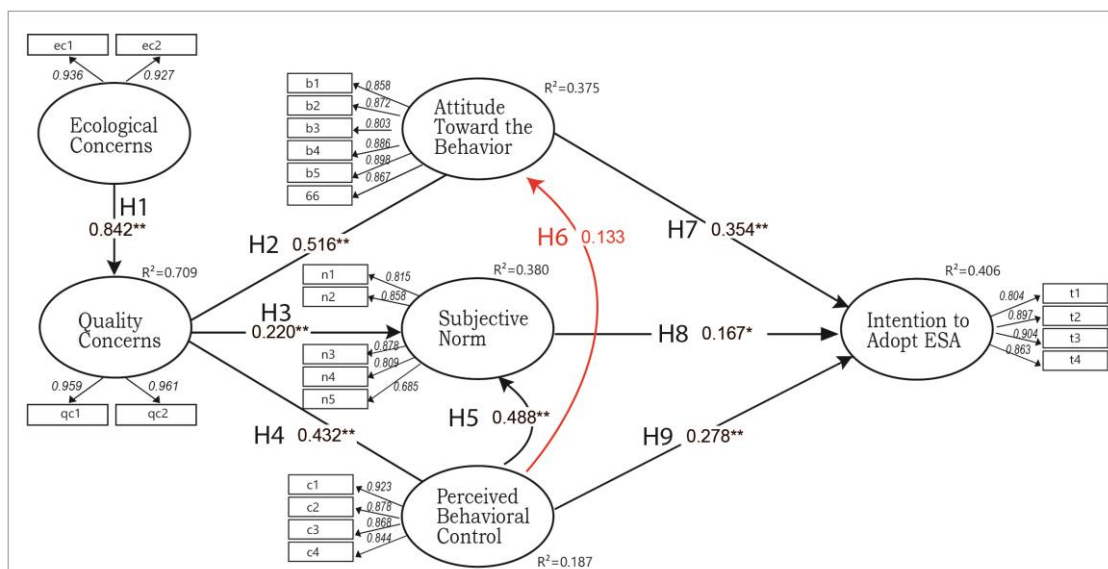 ec1
ec2
0.936
0.927
Ecological
Concerns
H1
0.842**
R²=0.709
Quality
Concerns
0.959
0.961
qc1
qc2
H2 0.516**
H3
0.220**
H4
0.432**
b1
b2
b3
b4
b5
66
0.858
0.872
0.803
0.886
0.898
0.867
Attitude
Toward the
Behavior
R²=0.375
n1
n2
n3
n4
n5
0.815
0.858
0.878
0.809
0.685
Subjective
Norm
R²=0.380
H5 0.488**
H6 0.133
c1
c2
c3
c4
0.923
0.878
0.868
0.844
Perceived
Behavioral
Control
R²=0.187
H7 0.354**
H8 0.167*
H9 0.278**
R²=0.406
Intention to
Adopt ESA
0.804
0.897
0.904
0.863
t1
t2
t3
t4